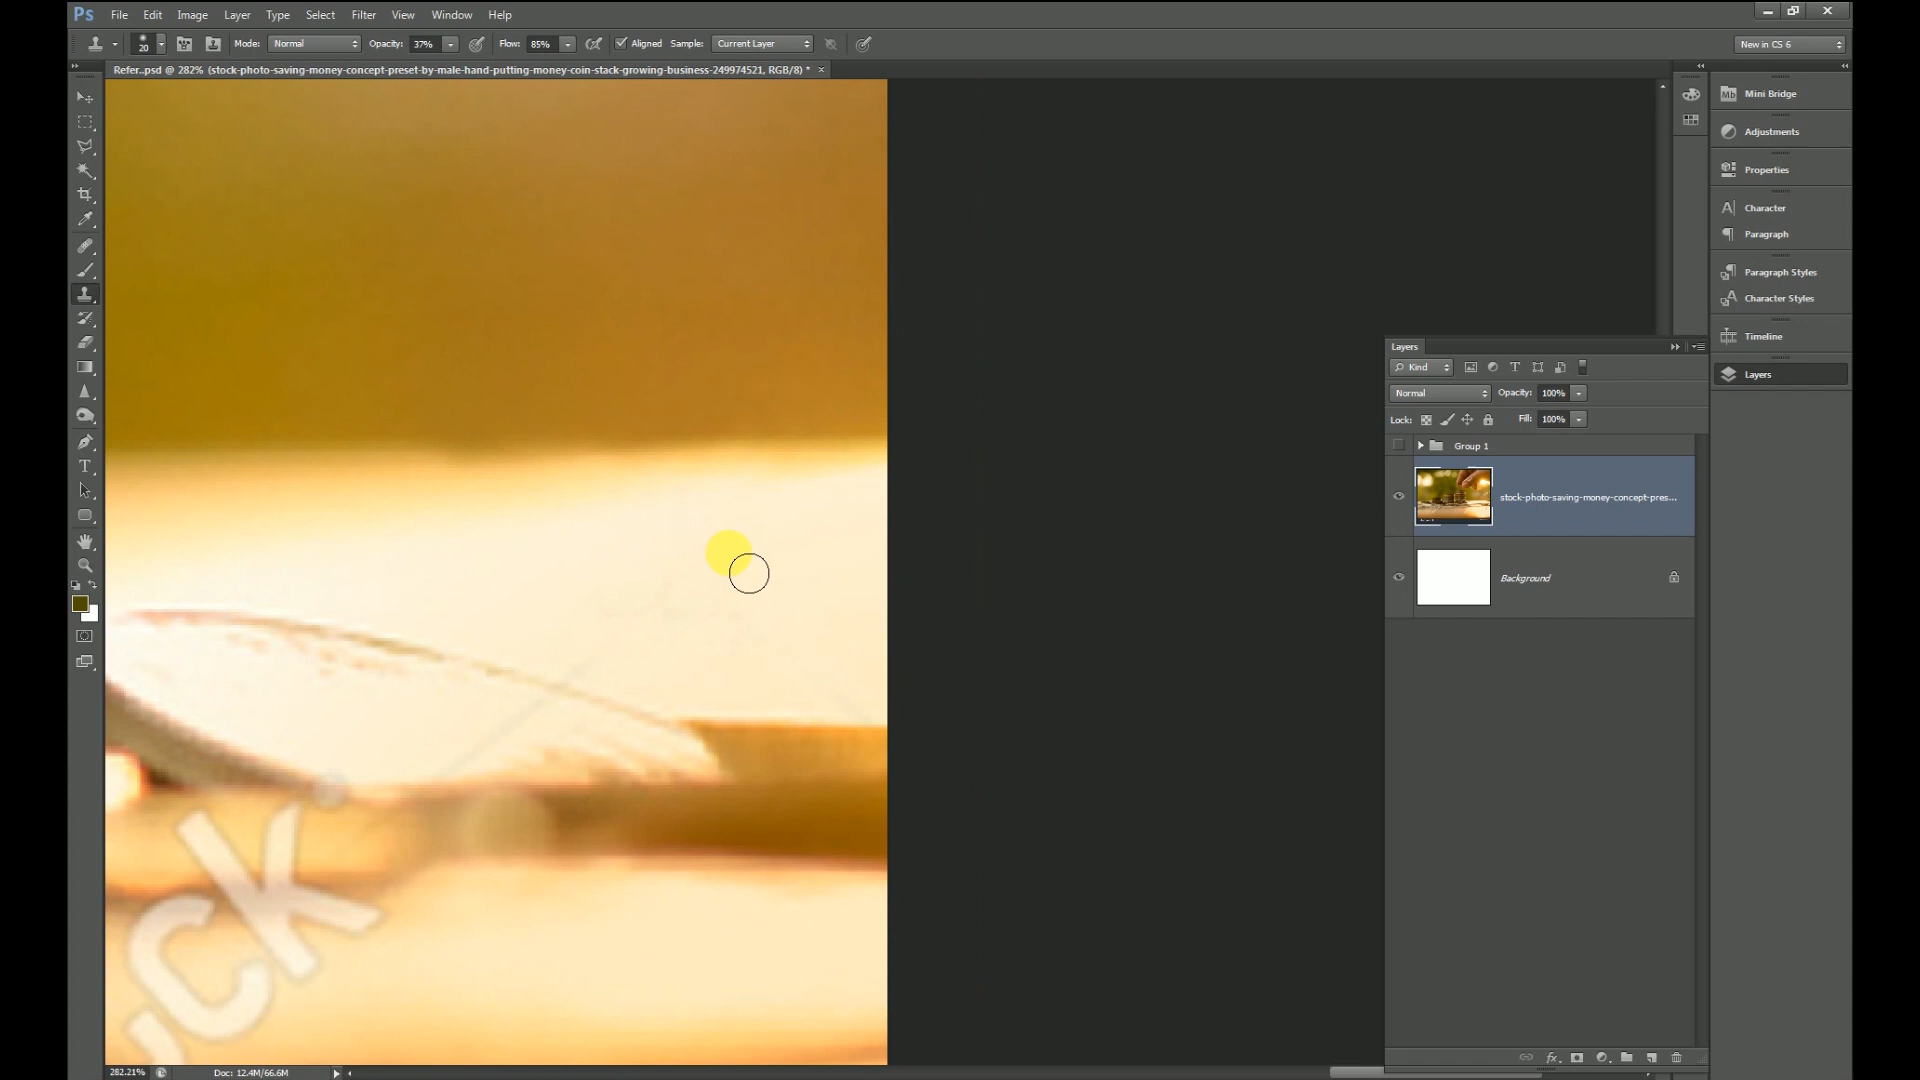 Ps File Edit Image Layer Type Select Filter View Window Help
20 Mode: Normal Opacity: 37% Flow: 85% Aligned Sample: Current Layer New in CS 6
Refer..psd @ 282% (stock-photo-saving-money-concept-preset-by-male-hand-putting-money-coin-stack-growing-business-249974521, RGB/8) *
Mb Mini Bridge
Adjustments
Properties
Character
Paragraph
Paragraph Styles
Character Styles
Timeline
Layers
Layers
Kind
Normal Opacity: 100%
Lock: Fill: 100%
Group 1
stock-photo-saving-money-concept-pres...
Background
ck
282.21% Doc: 12.4M/66.6M